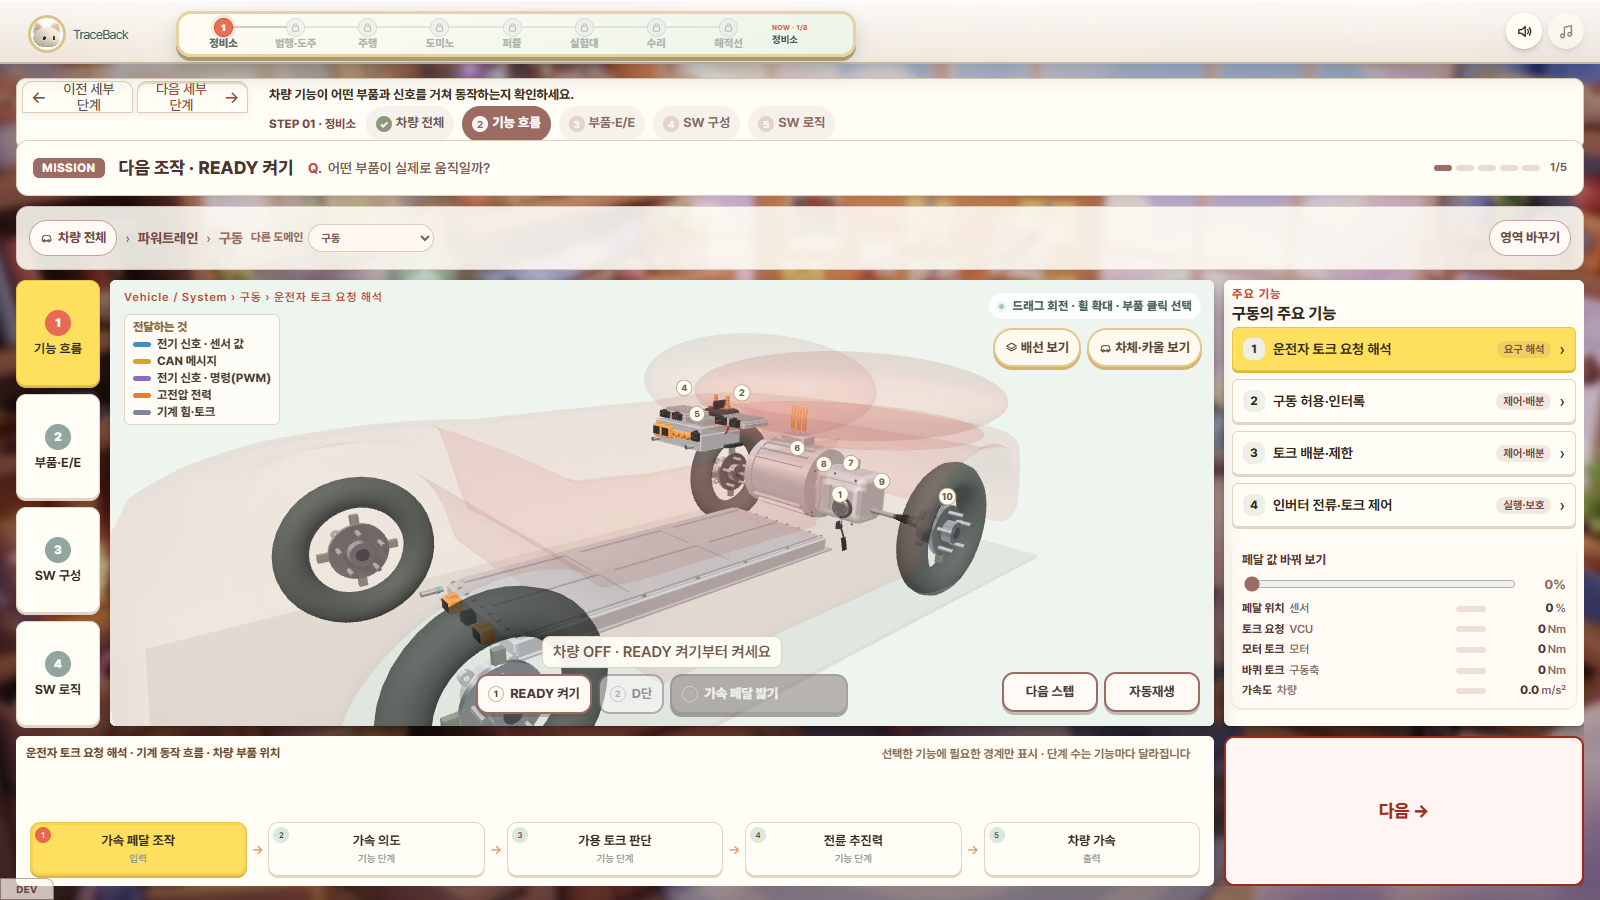 TraceBack
1
정비소
범행·도주
주행
도미노
퍼즐
실험대
수리
해적선
NOW · 1/8
정비소
이전 세부 단계
다음 세부 단계
차량 기능이 어떤 부품과 신호를 거쳐 동작하는지 확인하세요.
STEP 01 · 정비소
차량 전체
2 기능 흐름
3 부품·E/E
4 SW 구성
5 SW 로직
MISSION
다음 조작 · READY 켜기
Q. 어떤 부품이 실제로 움직일까?
1/5
차량 전체 › 파워트레인 › 구동
다른 도메인
구동
영역 바꾸기
1
기능 흐름
2
부품·E/E
3
SW 구성
4
SW 로직
Vehicle / System › 구동 › 운전자 토크 요청 해석
전달하는 것
전기 신호 · 센서 값
CAN 메시지
전기 신호 · 명령(PWM)
고전압 전력
기계 힘·토크
드래그 회전 · 휠 확대 · 부품 클릭 선택
배선 보기
차체·카울 보기
4
2
5
6
8
7
9
1
10
차량 OFF · READY 켜기부터 켜세요
1 READY 켜기
2 D단
가속 페달 밟기
다음 스텝
자동재생
주요 기능
구동의 주요 기능
1 운전자 토크 요청 해석 요구 해석 ›
2 구동 허용·인터록 제어·배분 ›
3 토크 배분·제한 제어·배분 ›
4 인버터 전류·토크 제어 실행·보호 ›
페달 값 바꿔 보기
0%
페달 위치 센서 0 %
토크 요청 VCU 0 Nm
모터 토크 모터 0 Nm
바퀴 토크 구동축 0 Nm
가속도 차량 0.0 m/s²
운전자 토크 요청 해석 · 기계 동작 흐름 · 차량 부품 위치
선택한 기능에 필요한 경계만 표시 · 단계 수는 기능마다 달라집니다
1 가속 페달 조작
입력
2 가속 의도
기능 단계
3 가용 토크 판단
기능 단계
4 전륜 추진력
기능 단계
5 차량 가속
출력
다음 →
DEV